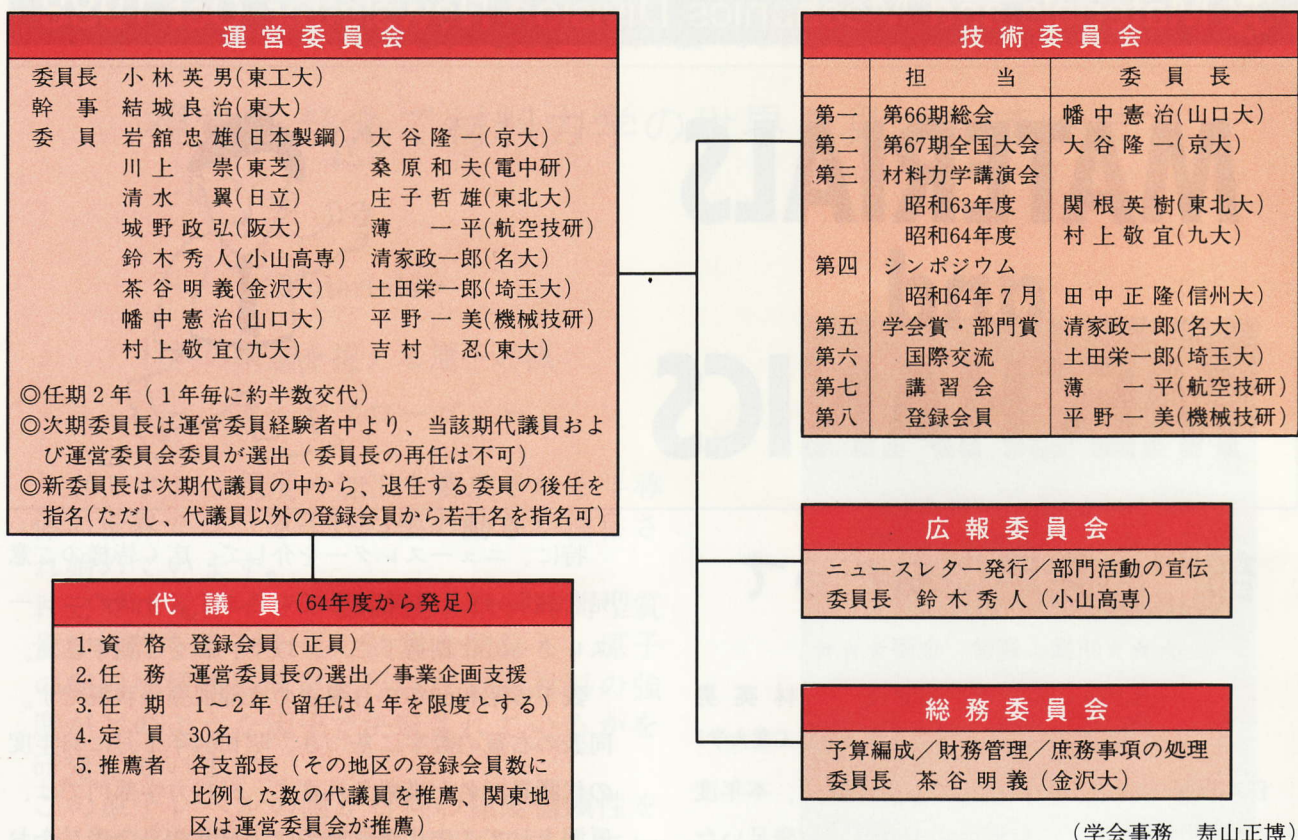 運営委員会
委員長 小林英男(東工大)
幹事 結城良治(東大)
委員 岩舘忠雄(日本製鋼) 大谷隆一(京大)
川上崇(東芝) 桑原和夫(電中研)
清水翼(日立) 庄子哲雄(東北大)
城野政弘(阪大) 薄一平(航空技研)
鈴木秀人(小山高専) 清家政一郎(名大)
茶谷明義(金沢大) 土田栄一郎(埼玉大)
幡中憲治(山口大) 平野一美(機械技研)
村上敬宜(九大) 吉村忍(東大)
◎任期2年(1年毎に約半数交代)
◎次期委員長は運営委員経験者中より、当該期代議員およ
び運営委員会委員が選出(委員長の再任は不可)
◎新委員長は次期代議員の中から、退任する委員の後任を
指名(ただし、代議員以外の登録会員から若干名を指名可)
代議員(64年度から発足)
1.資格 登録会員(正員)
2.任務 運営委員長の選出/事業企画支援
3.任期 1~2年(留任は4年を限度とする)
4.定員 30名
5.推薦者 各支部長(その地区の登録会員数に
比例した数の代議員を推薦、関東地
区は運営委員会が推薦)
技術委員会
担当 委員長
第一 第66期総会 幡中憲治(山口大)
第二 第67期全国大会 大谷隆一(京大)
第三 材料力学講演会
昭和63年度 関根英樹(東北大)
昭和64年度 村上敬宜(九大)
第四 シンポジウム
昭和64年7月 田中正隆(信州大)
第五 学会賞・部門賞 清家政一郎(名大)
第六 国際交流 土田栄一郎(埼玉大)
第七 講習会 薄一平(航空技研)
第八 登録会員 平野一美(機械技研)
広報委員会
ニュースレター発行/部門活動の宣伝
委員長 鈴木秀人(小山高専)
総務委員会
予算編成/財務管理/庶務事項の処理
委員長 茶谷明義(金沢大)
(学会事務 寿山正博)